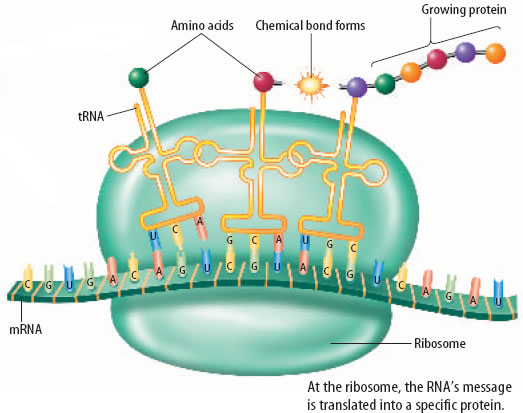 Growing protein
Amino acids
Chemical bond forms
tRNA
U C A G C A U G C
C G U G A C A G U C G U A C G U C A G A U
mRNA
Ribosome
At the ribosome, the RNA's message
is translated into a specific protein.